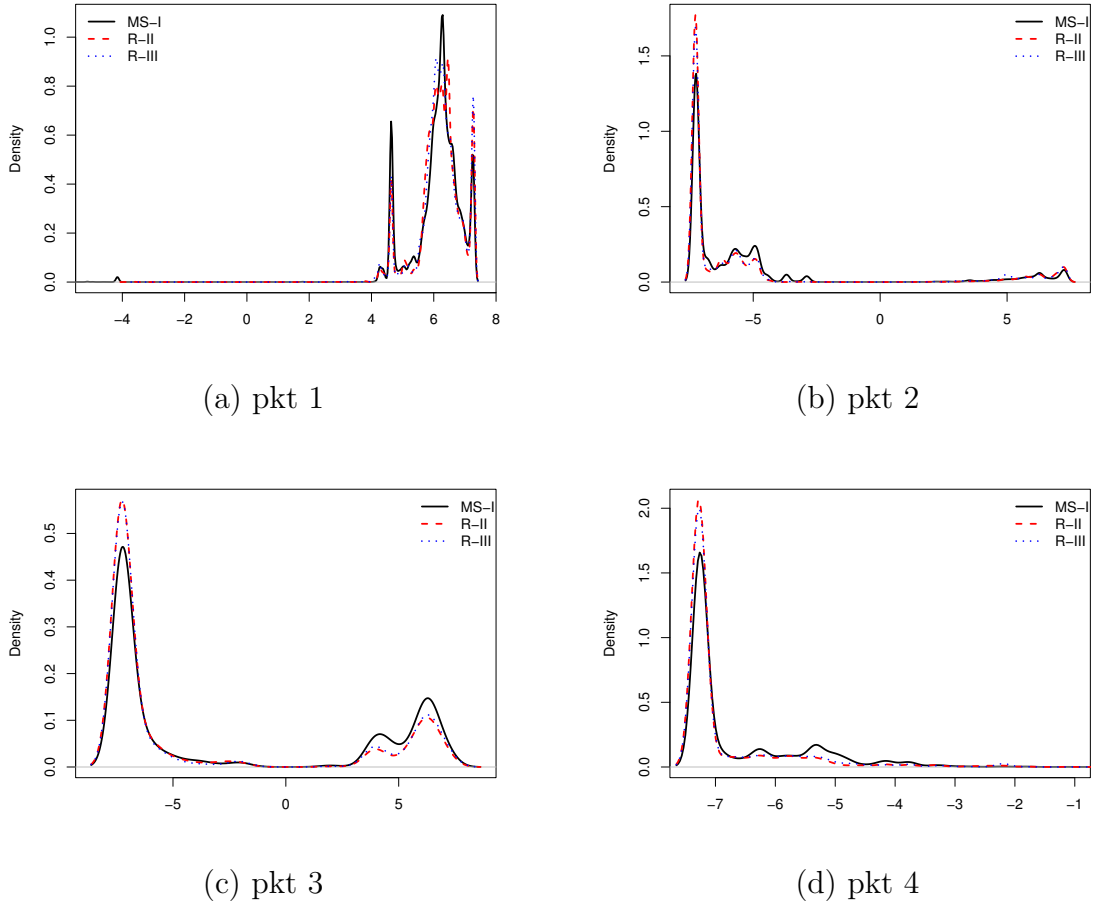 MS−I
R−II
R−III
Density
0.0 0.2 0.4 0.6 0.8 1.0
−4 −2 0 2 4 6 8
(a) pkt 1
MS−I
R−II
R−III
Density
0.0 0.5 1.0 1.5
−5 0 5
(b) pkt 2
MS−I
R−II
R−III
Density
0.0 0.1 0.2 0.3 0.4 0.5
−5 0 5
(c) pkt 3
MS−I
R−II
R−III
Density
0.0 0.5 1.0 1.5 2.0
−7 −6 −5 −4 −3 −2 −1
(d) pkt 4